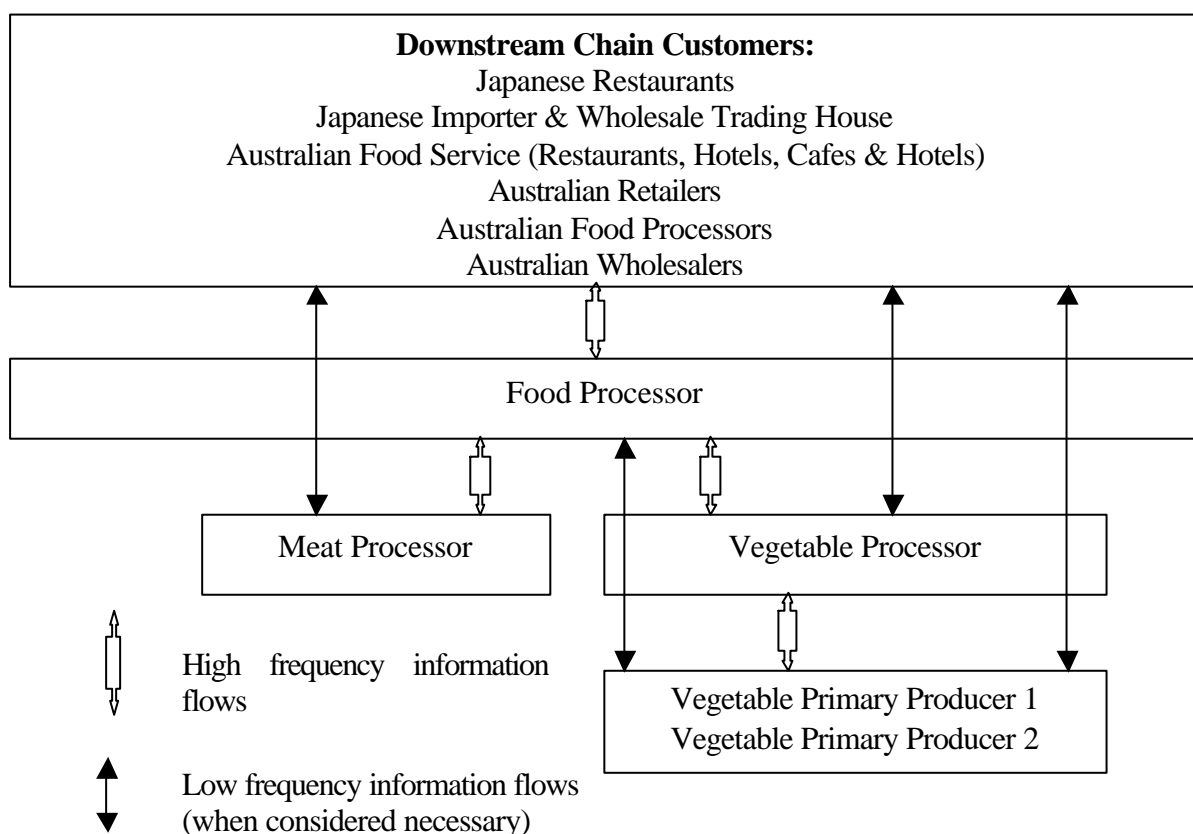 Downstream Chain Customers:
Japanese Restaurants
Japanese Importer & Wholesale Trading House
Australian Food Service (Restaurants, Hotels, Cafes & Hotels)
Australian Retailers
Australian Food Processors
Australian Wholesalers
Food Processor
Meat Processor
Vegetable Processor
High frequency information
flows
Vegetable Primary Producer 1
Vegetable Primary Producer 2
Low frequency information flows
(when considered necessary)